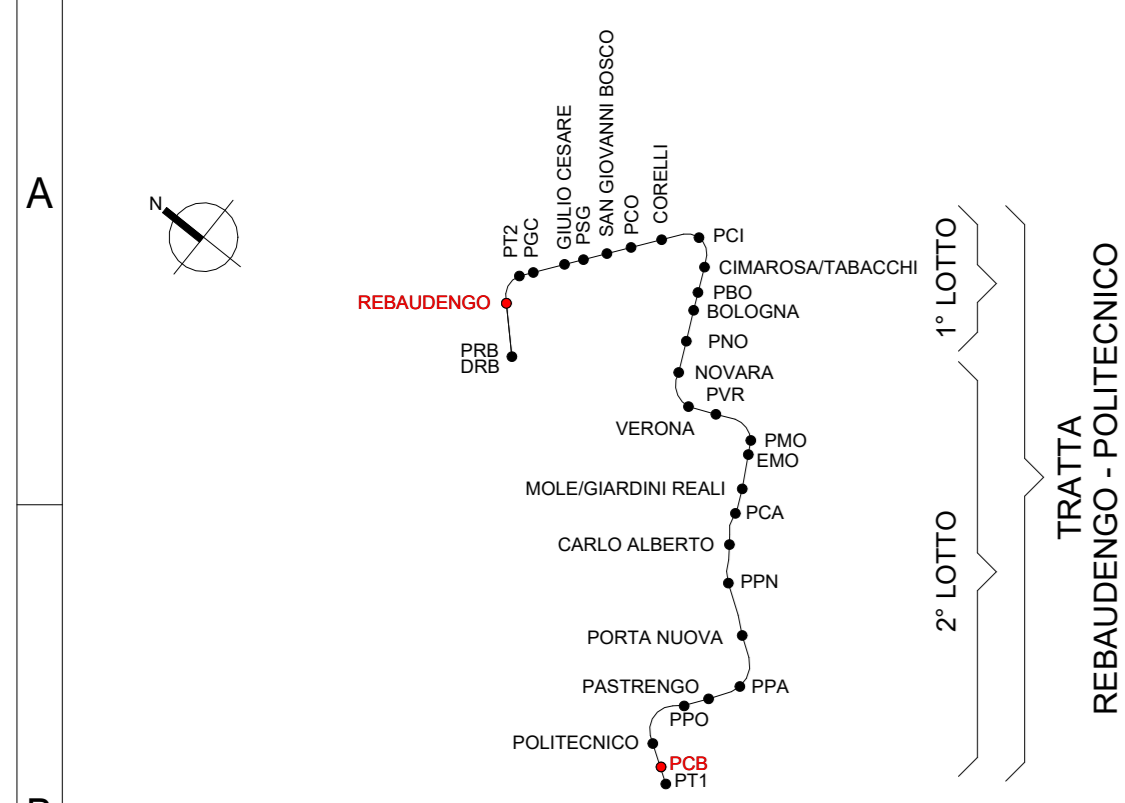 A
N
PT2
PGC
GIULIO CESARE
PSG
SAN GIOVANNI BOSCO
PCO
CORELLI
PCI
CIMAROSA/TABACCHI
REBAUDENGO
PBO
BOLOGNA
PRB
DRB
PNO
NOVARA
PVR
VERONA
PMO
EMO
MOLE/GIARDINI REALI
PCA
CARLO ALBERTO
PPN
PORTA NUOVA
PASTRENGO
PPA
PPO
POLITECNICO
PCB
PT1
1° LOTTO
2° LOTTO
TRATTA
REBAUDENGO - POLITECNICO